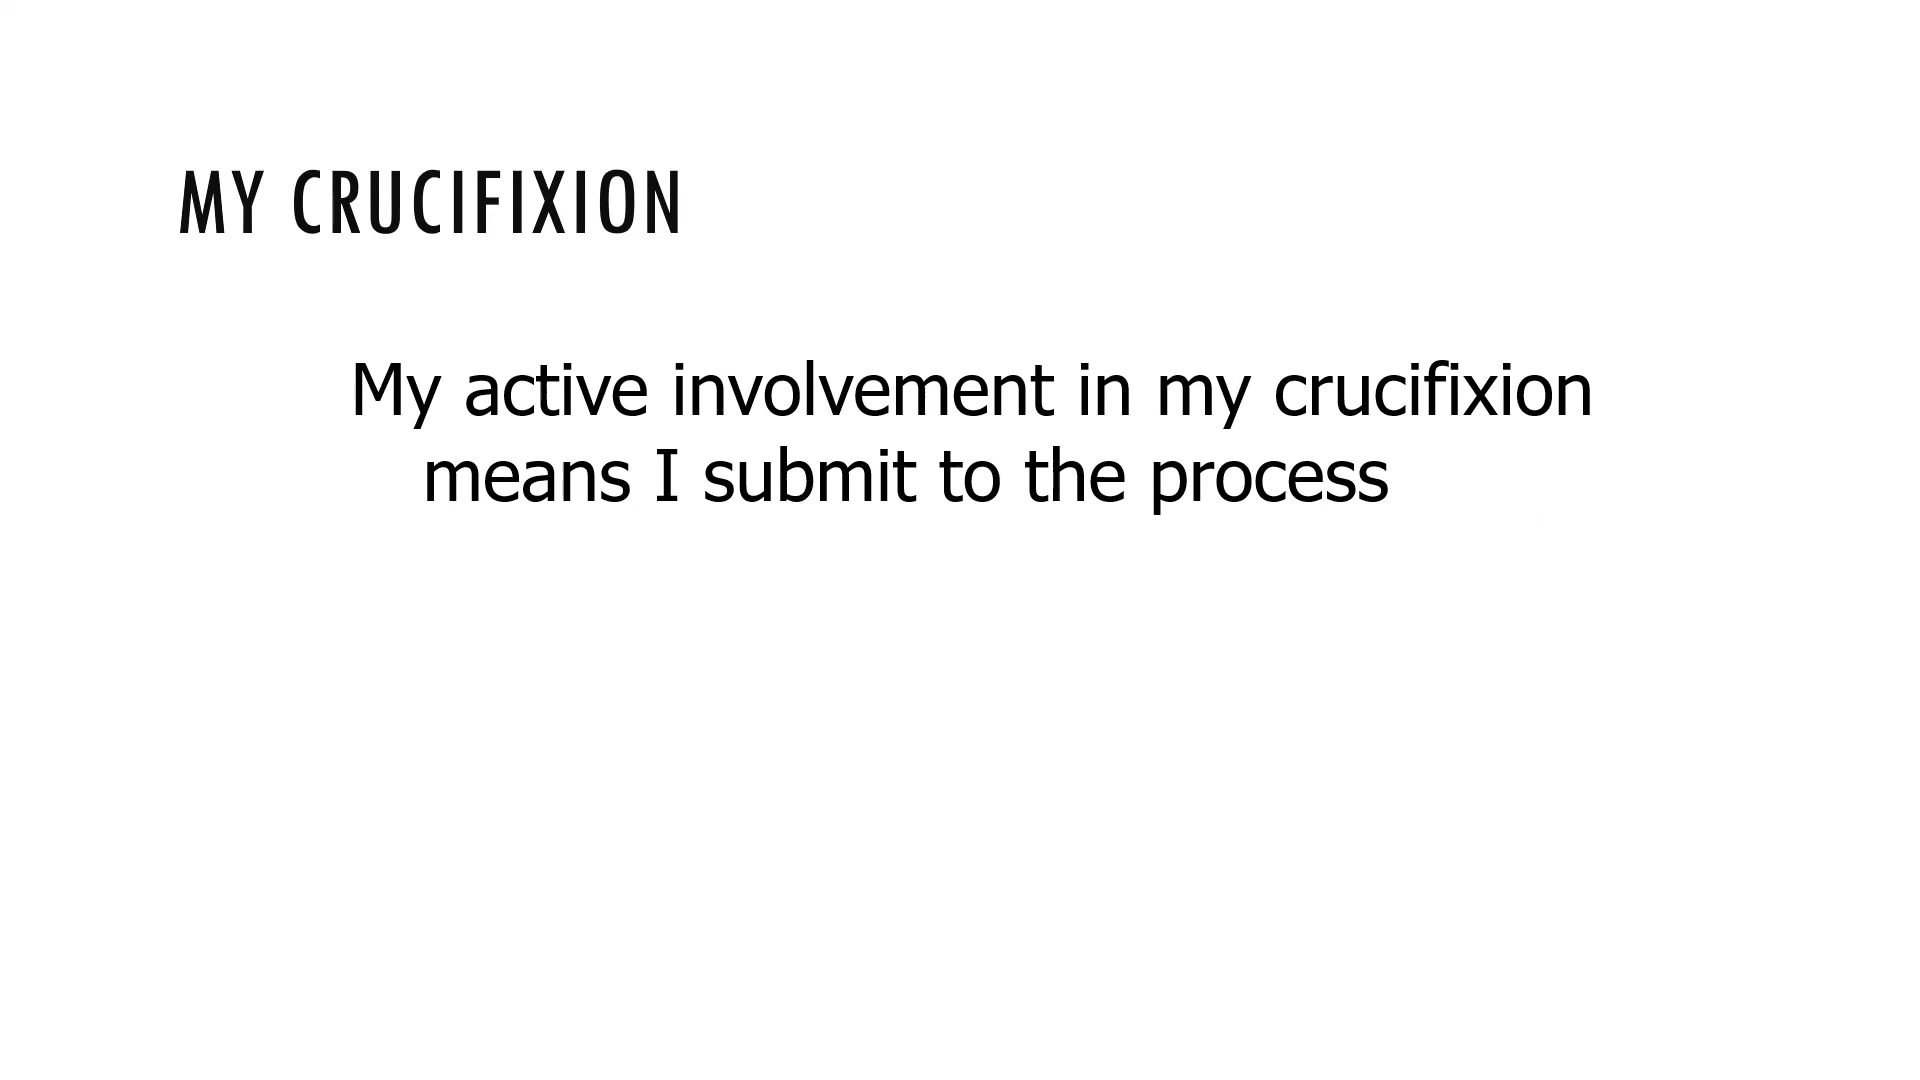 MY CRUCIFIXION
My active involvement in my crucifixion
means I submit to the process